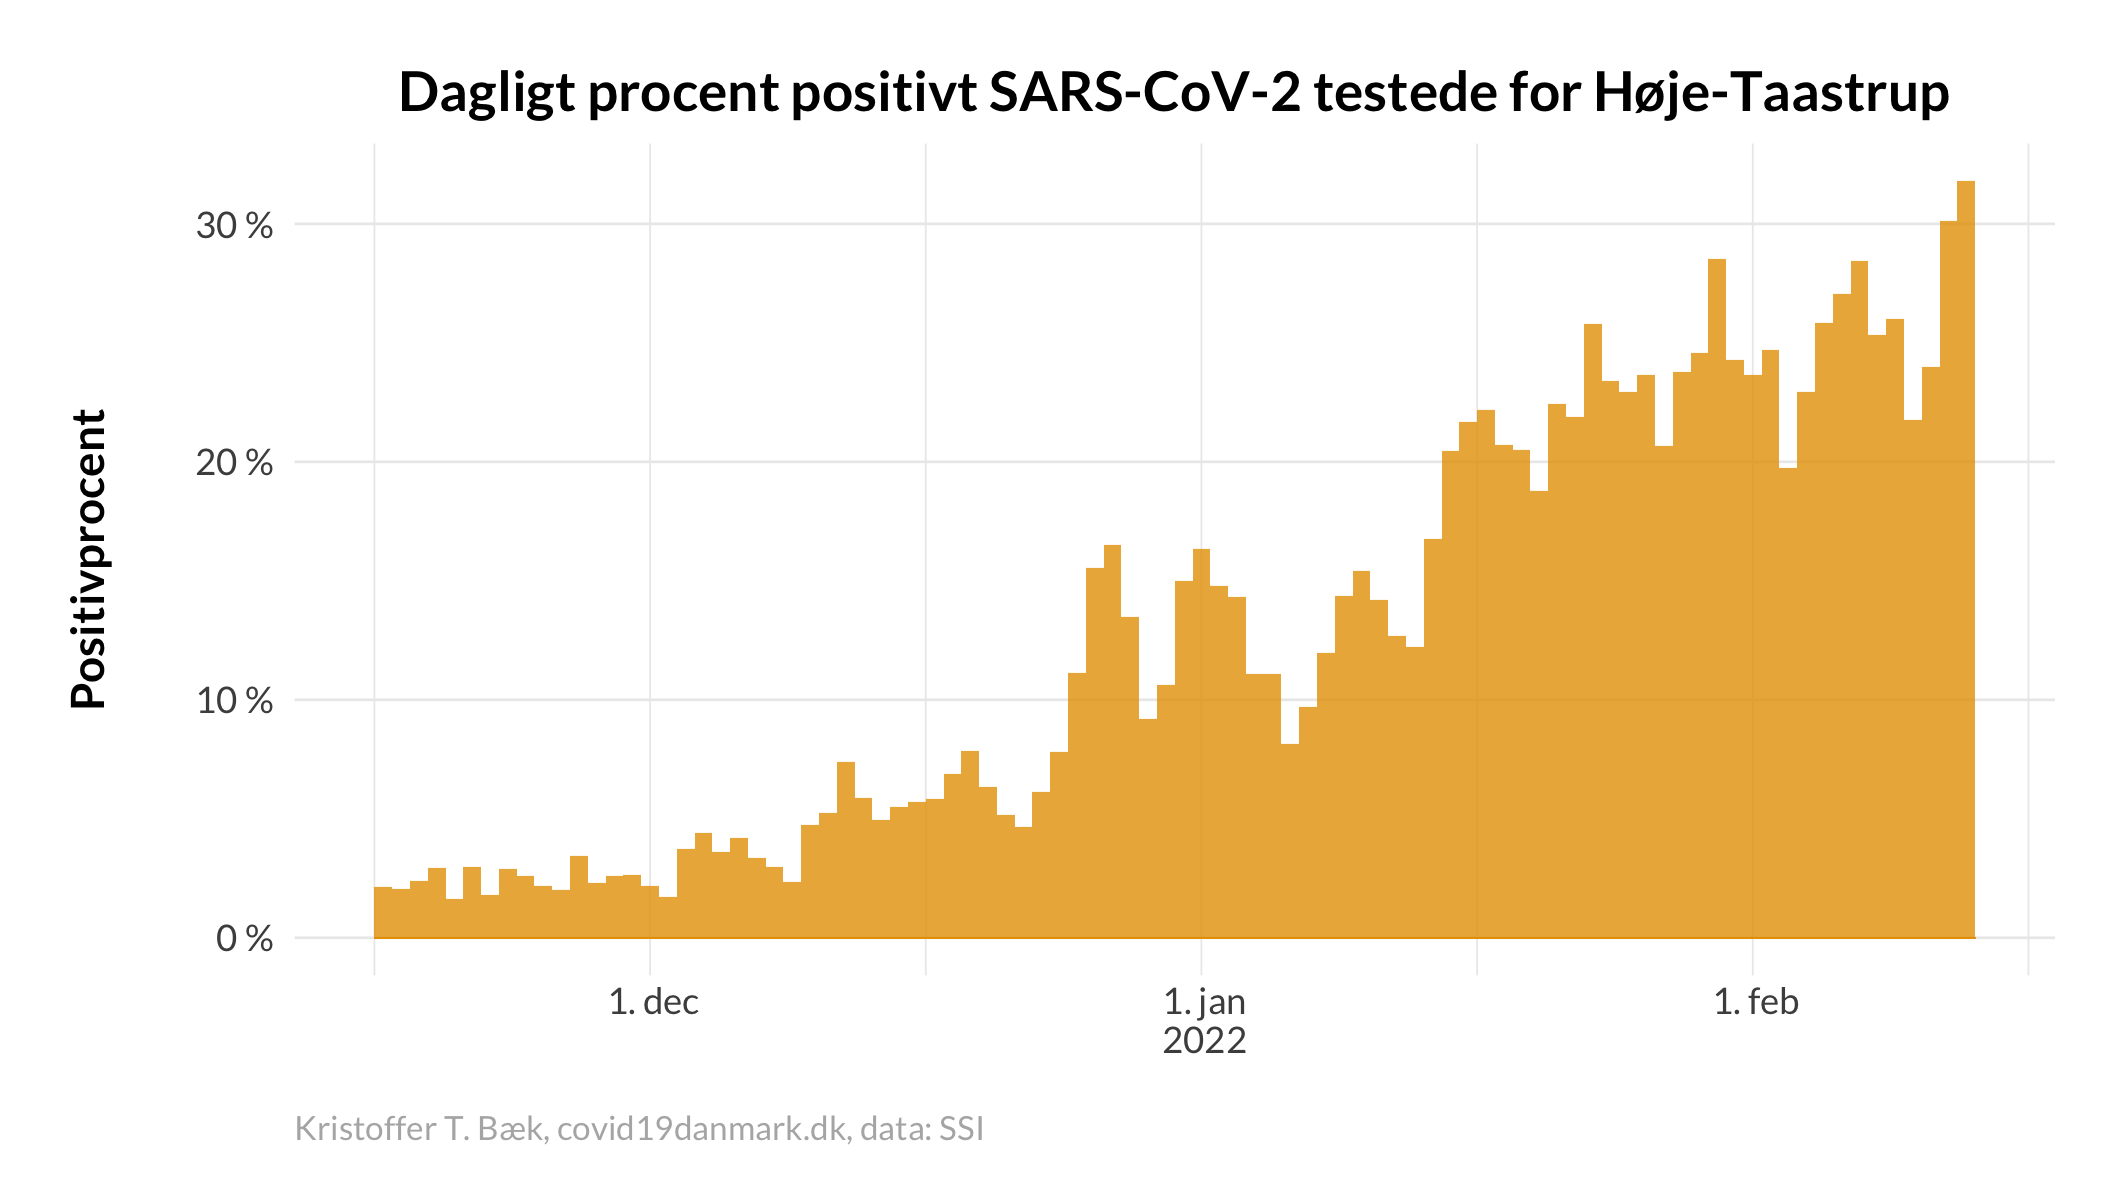 Dagligt procent positivt SARS-CoV-2 testede for Høje-Taastrup
Positivprocent
30 %
20 %
10 %
0 %
1. dec
1. jan
2022
1. feb
Kristoffer T. Bæk, covid19danmark.dk, data: SSI